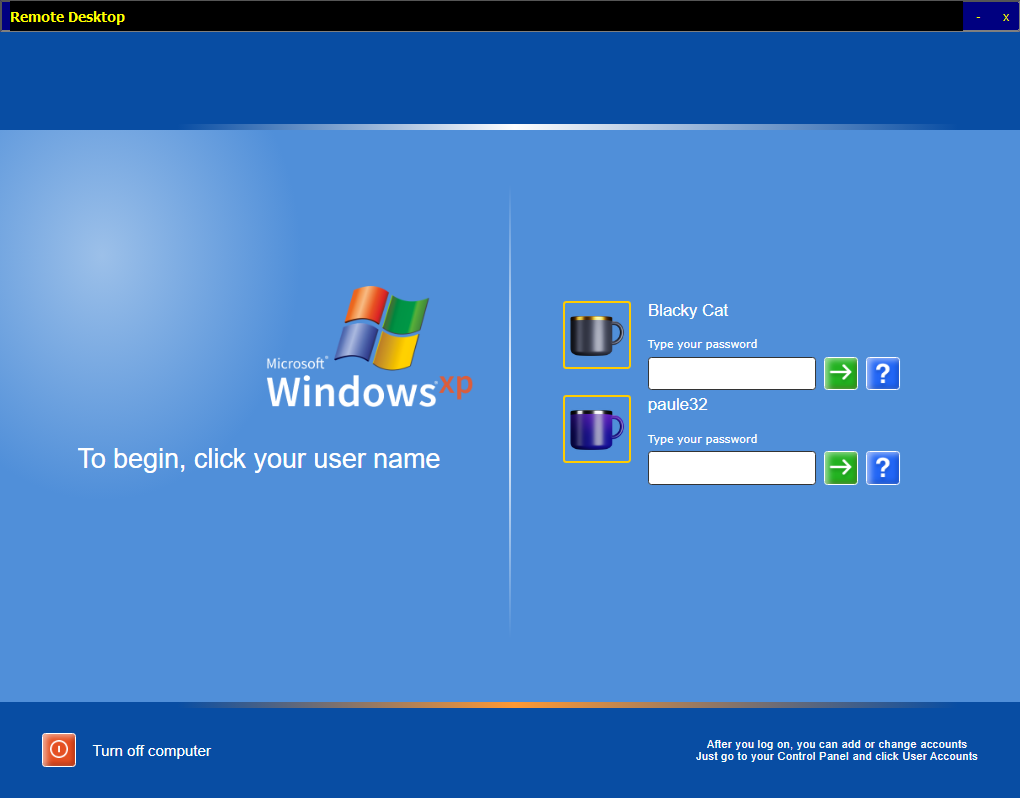 Remote Desktop
- x
Microsoft®
Windows® xp
To begin, click your user name
Blacky Cat
Type your password
?
paule32
Type your password
?
Turn off computer
After you log on, you can add or change accounts
Just go to your Control Panel and click User Accounts